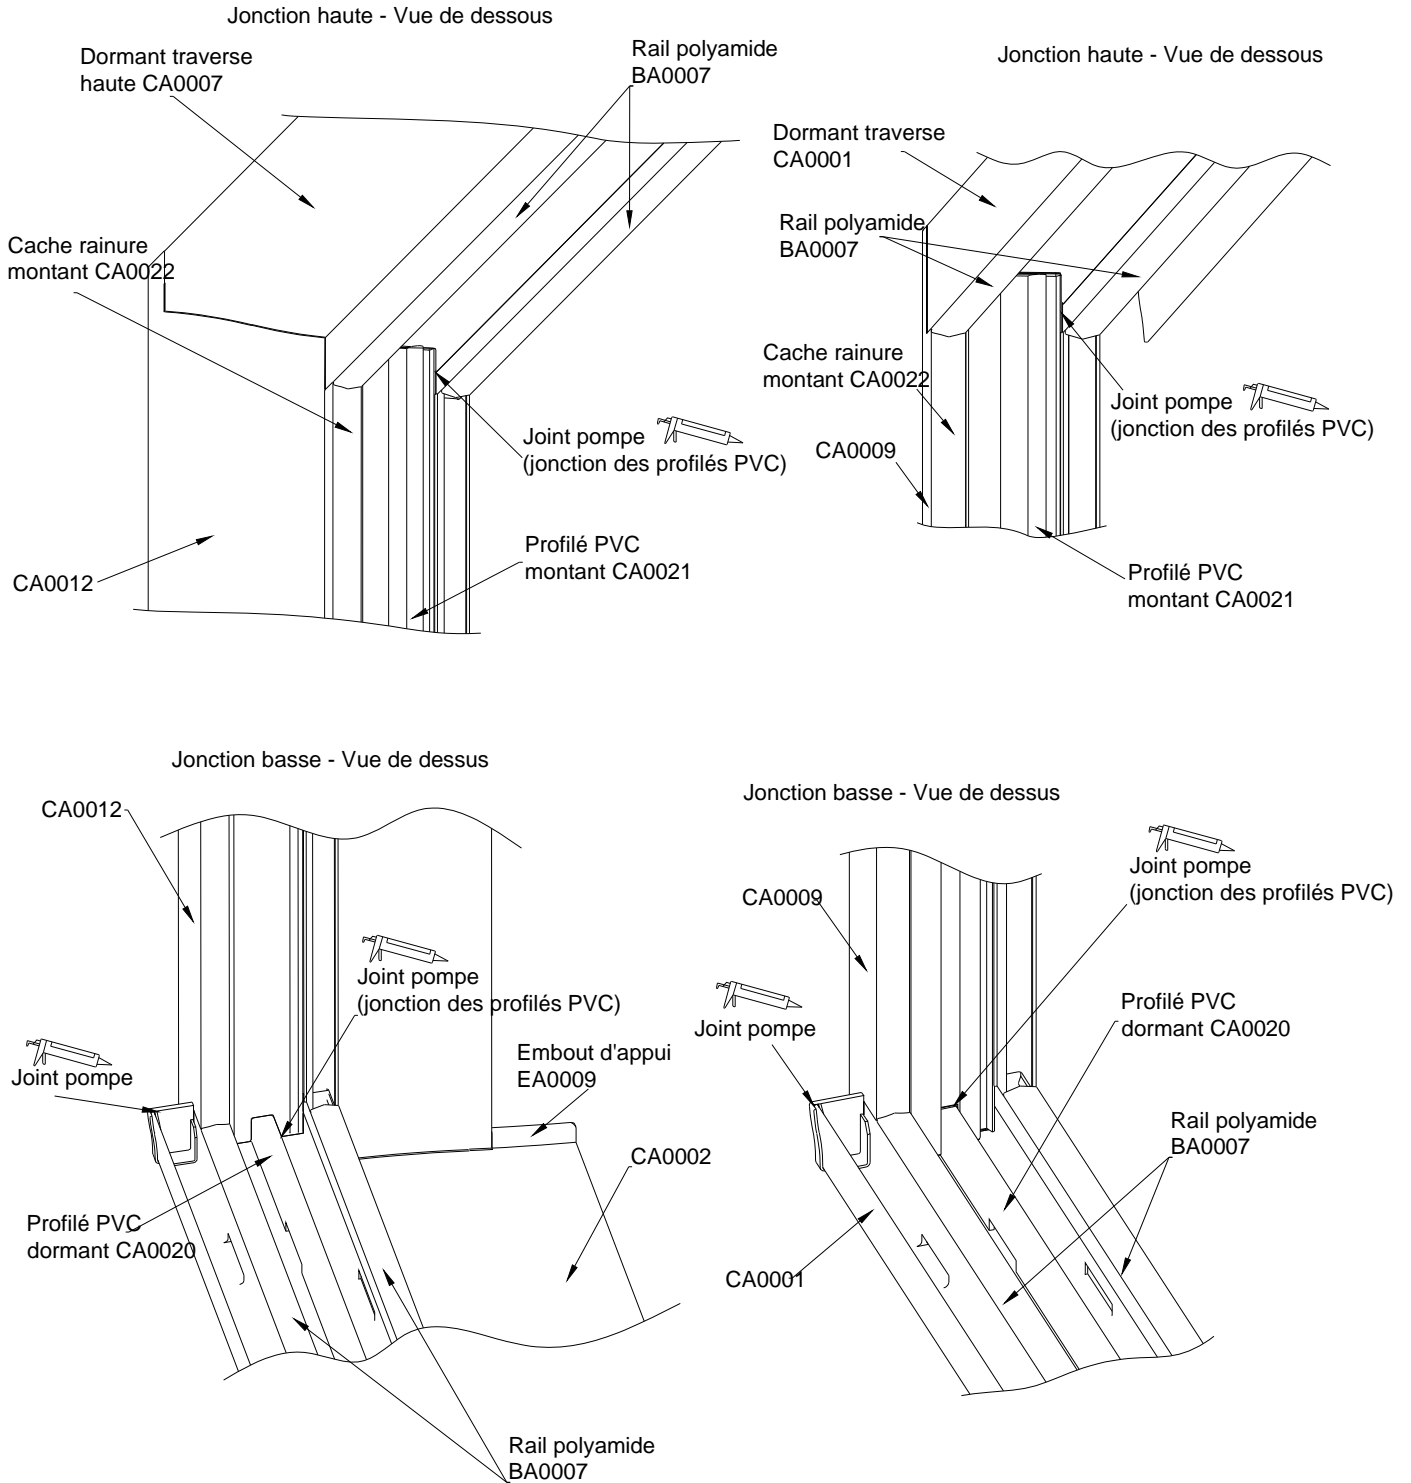 Jonction haute - Vue de dessous
Dormant traverse
haute CA0007
Rail polyamide
BA0007
Cache rainure
montant CA0022
Joint pompe
(jonction des profilés PVC)
Profilé PVC
montant CA0021
CA0012
Jonction haute - Vue de dessous
Dormant traverse
CA0001
Rail polyamide
BA0007
Cache rainure
montant CA0022
Joint pompe
(jonction des profilés PVC)
CA0009
Profilé PVC
montant CA0021
Jonction basse - Vue de dessus
CA0012
Joint pompe
(jonction des profilés PVC)
Joint pompe
Embout d'appui
EA0009
CA0002
Profilé PVC
dormant CA0020
Rail polyamide
BA0007
Jonction basse - Vue de dessus
Joint pompe
(jonction des profilés PVC)
CA0009
Joint pompe
Profilé PVC
dormant CA0020
Rail polyamide
BA0007
CA0001